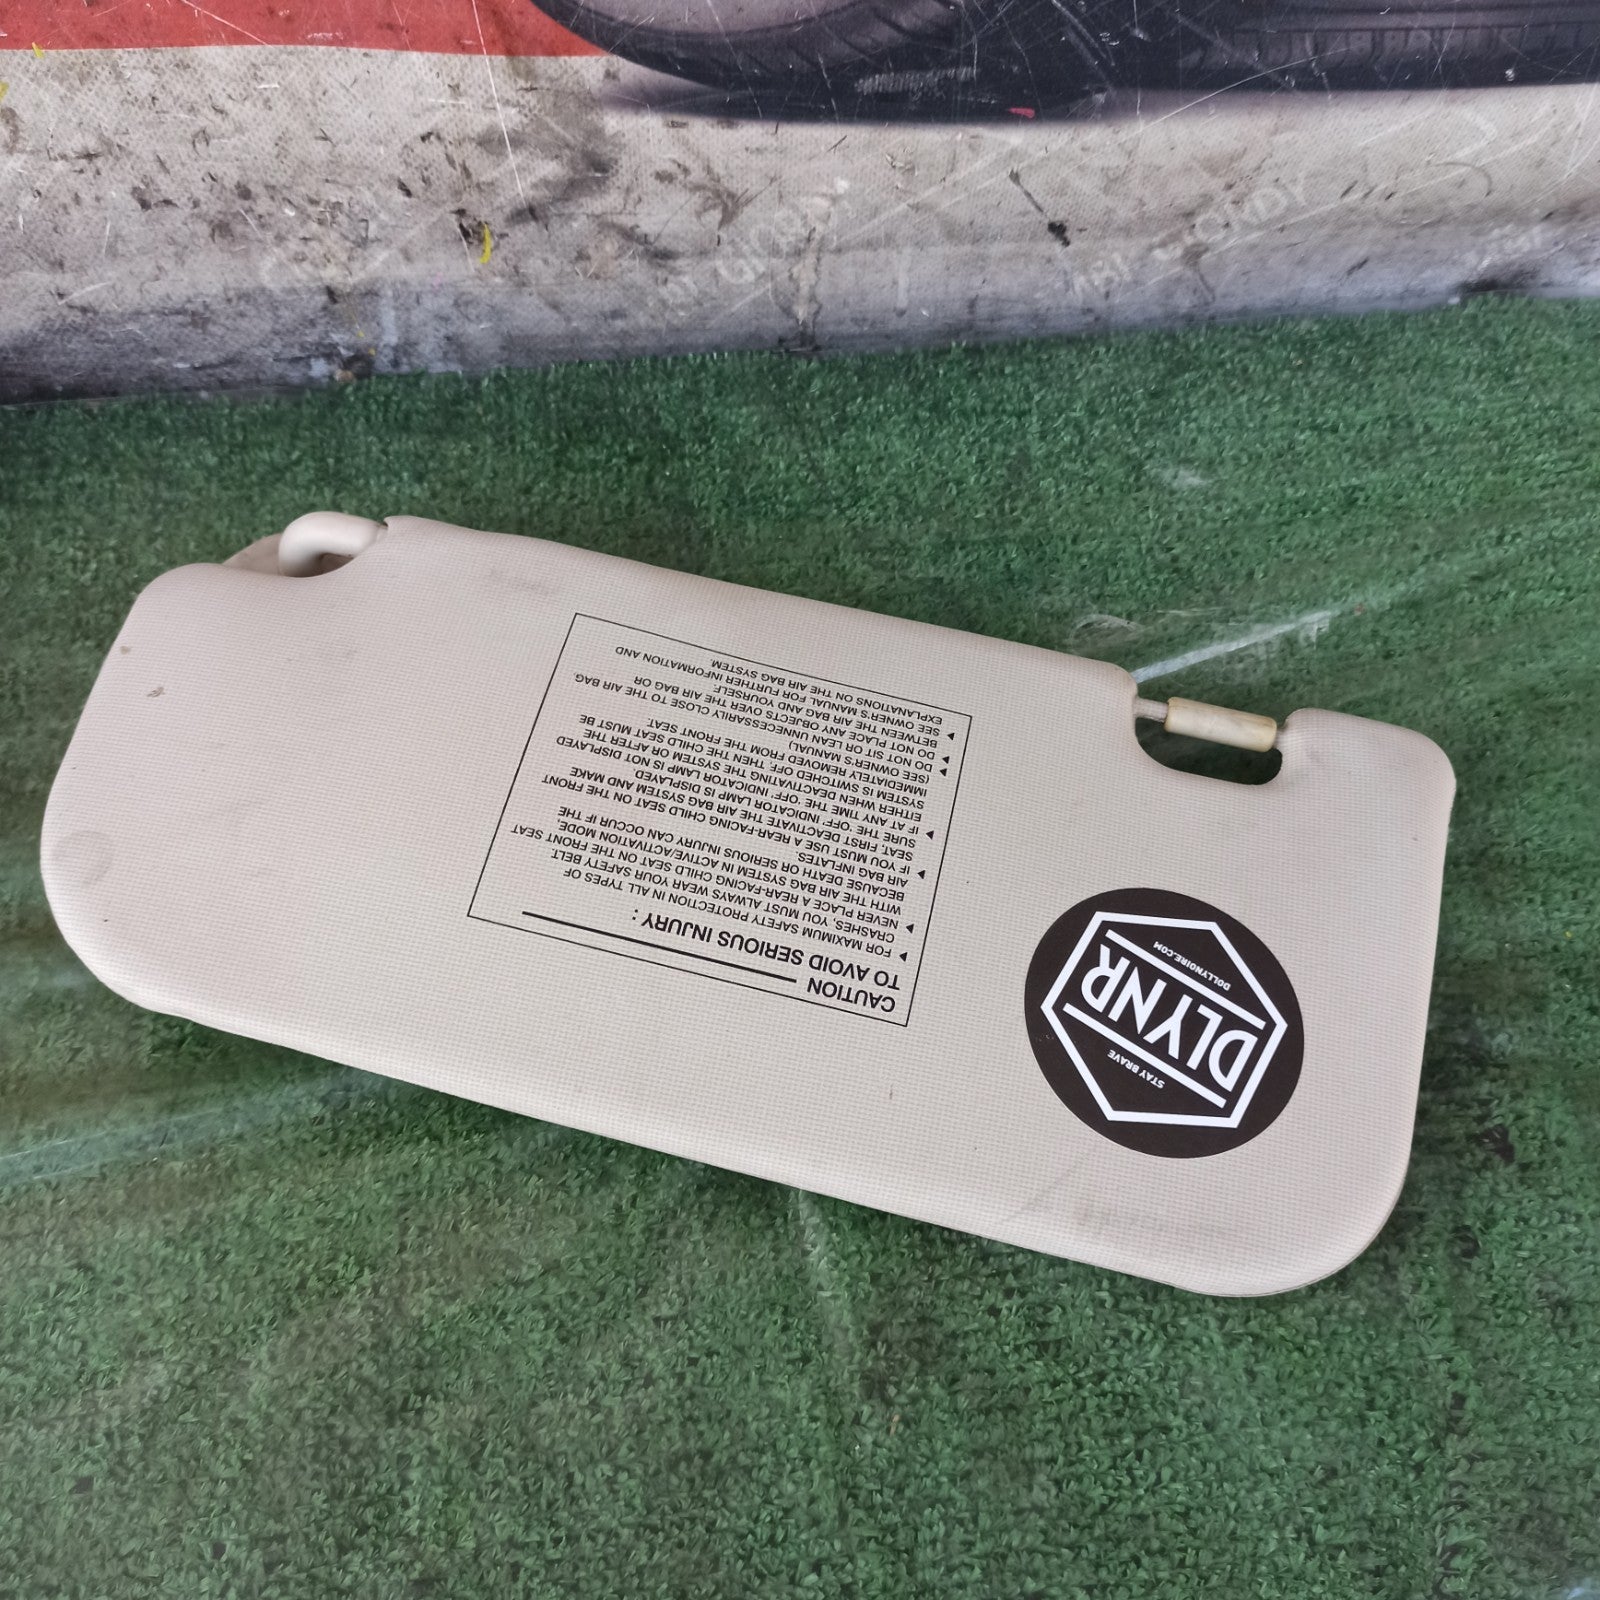 CAUTION
TO AVOID SERIOUS INJURY :
▶ FOR MAXIMUM SAFETY PROTECTION IN ALL TYPES OF
CRASHES, YOU MUST ALWAYS WEAR YOUR SAFETY BELT.
▶ NEVER PLACE A REAR-FACING CHILD SEAT ON THE FRONT SEAT
WITH AIR BAG SYSTEM IN ACTIVE/ACTIVATION MODE,
BECAUSE DEATH OR SERIOUS INJURY CAN OCCUR IF THE
AIR BAG INFLATES.
▶ IF YOU MUST USE A REAR-FACING CHILD SEAT ON THE FRONT
SEAT, FIRST DEACTIVATE THE AIR BAG SYSTEM AND MAKE
SURE THE 'OFF' INDICATOR LAMP IS DISPLAYED.
▶ IF AT ANY TIME THE 'OFF' INDICATOR LAMP IS NOT DISPLAYED
EITHER WHEN DEACTIVATING THE SYSTEM OR AFTER THE
SYSTEM IS SWITCHED OFF, THEN THE CHILD SEAT MUST BE
IMMEDIATELY REMOVED FROM THE FRONT SEAT.
(SEE OWNER'S MANUAL)
▶ DO NOT SIT OR LEAN UNNECESSARILY CLOSE TO THE AIR BAG.
▶ DO NOT PLACE ANY OBJECTS OVER THE AIR BAG OR
BETWEEN THE AIR BAG AND YOURSELF.
▶ SEE OWNER'S MANUAL FOR FURTHER INFORMATION AND
EXPLANATIONS ON THE AIR BAG SYSTEM.
STAY BRAVE
DLYNR
DOLLYNOIRE.COM